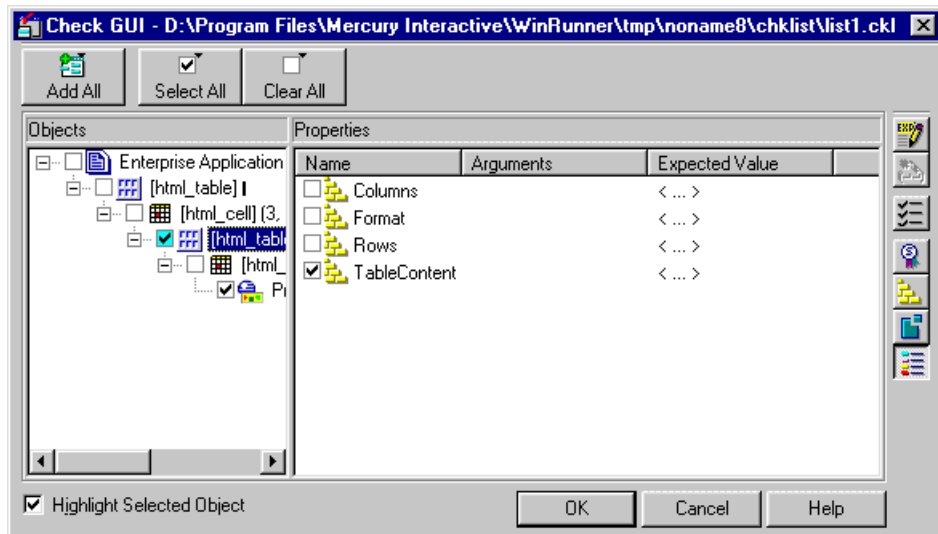 Check GUI - D:\Program Files\Mercury Interactive\WinRunner\tmp\noname8\chklist\list1.ckl
Add All Select All Clear All
Objects Properties
Enterprise Application Name Arguments Expected Value
[html_table] Columns < ... >
[html_cell] (3, Format < ... >
[html_tabl Rows < ... >
[html_ TableContent < ... >
Pr
Highlight Selected Object OK Cancel Help